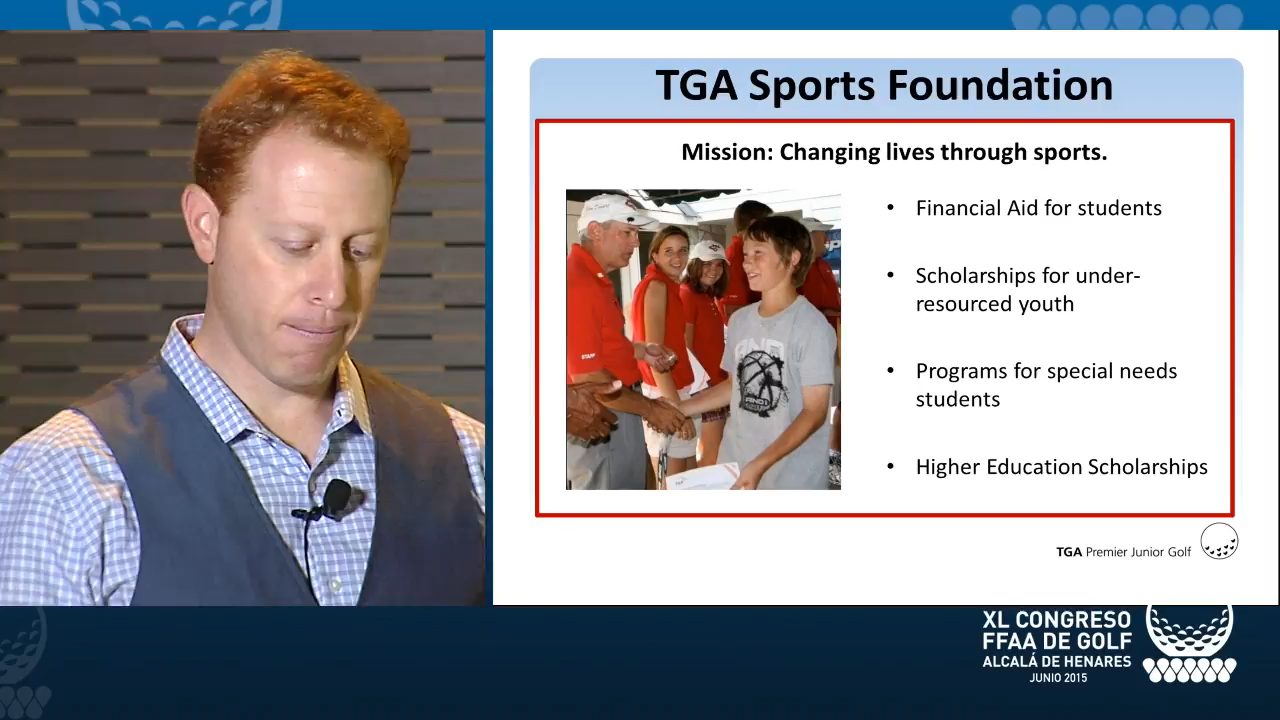 TGA Sports Foundation
Mission: Changing lives through sports.
• Financial Aid for students
• Scholarships for under-
resourced youth
• Programs for special needs
students
• Higher Education Scholarships
STAFF
AND1
TGA Premier Junior Golf
XL CONGRESO
FFAA DE GOLF
ALCALÁ DE HENARES
JUNIO 2015